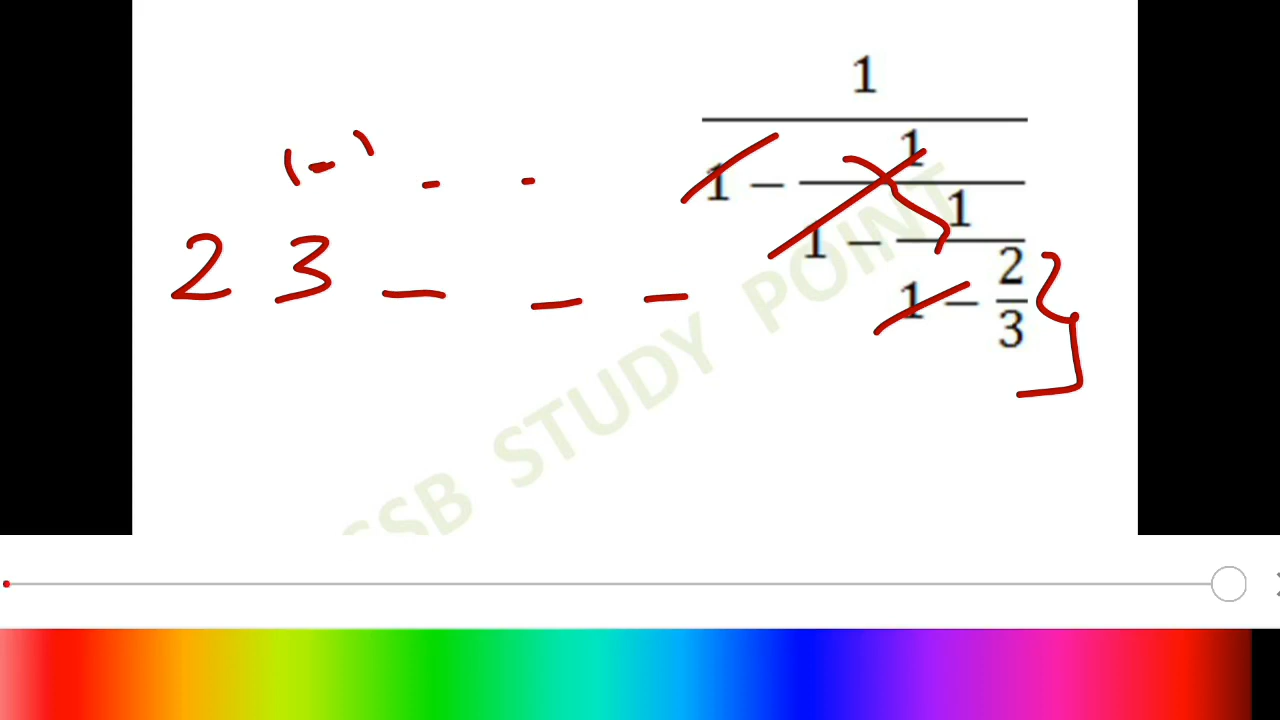 1
1 − 1
1 − 1
1 − 2
3
(-)  -  -
2 3 _ _ _
SSB STUDY POINT